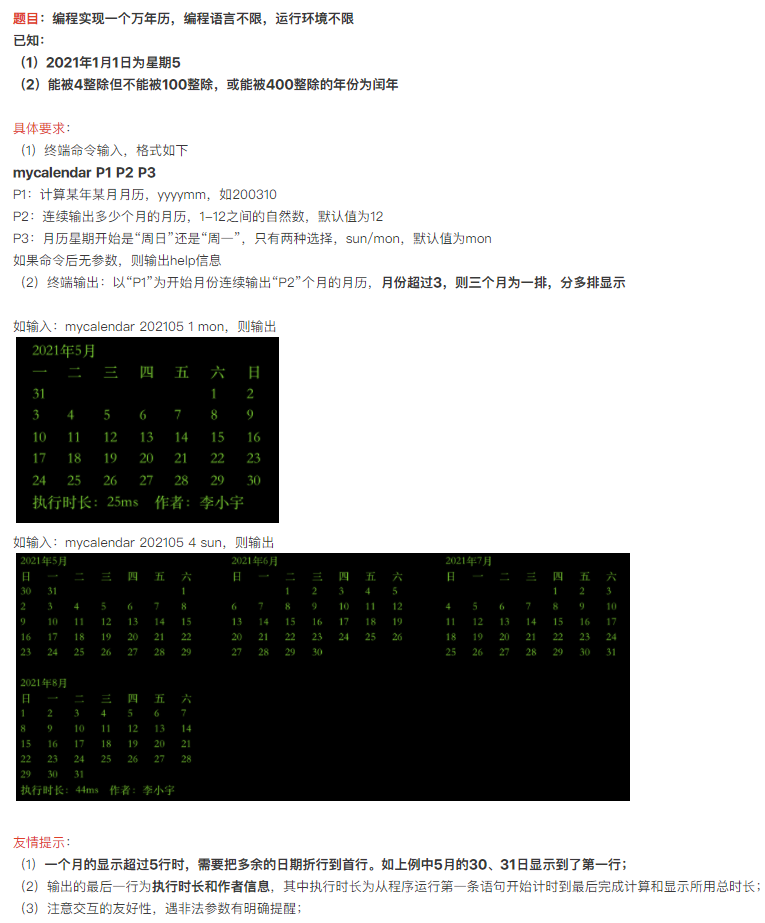 题目：编程实现一个万年历，编程语言不限，运行环境不限
已知：
（1）2021年1月1日为星期5
（2）能被4整除但不能被100整除，或能被400整除的年份为闰年
具体要求：
（1）终端命令输入，格式如下
mycalendar P1 P2 P3
P1：计算某年某月月历，yyyymm，如200310
P2：连续输出多少个月的月历，1-12之间的自然数，默认值为12
P3：月历星期开始是“周日”还是“周一”，只有两种选择，sun/mon，默认值为mon
如果命令后无参数，则输出help信息
（2）终端输出：以“P1”为开始月份连续输出“P2”个月的月历，月份超过3，则三个月为一排，分多排显示
如输入：mycalendar 202105 1 mon，则输出
2021年5月
一 二 三 四 五 六 日
31 1 2
3 4 5 6 7 8 9
10 11 12 13 14 15 16
17 18 19 20 21 22 23
24 25 26 27 28 29 30
执行时长：25ms 作者：李小宇
如输入：mycalendar 202105 4 sun，则输出
2021年5月 2021年6月 2021年7月
日 一 二 三 四 五 六 日 一 二 三 四 五 六 日 一 二 三 四 五 六
30 31 1 1 2 3 4 5 1 2 3
2 3 4 5 6 7 8 6 7 8 9 10 11 12 4 5 6 7 8 9 10
9 10 11 12 13 14 15 13 14 15 16 17 18 19 11 12 13 14 15 16 17
16 17 18 19 20 21 22 20 21 22 23 24 25 26 18 19 20 21 22 23 24
23 24 25 26 27 28 29 27 28 29 30 25 26 27 28 29 30 31
2021年8月
日 一 二 三 四 五 六
1 2 3 4 5 6 7
8 9 10 11 12 13 14
15 16 17 18 19 20 21
22 23 24 25 26 27 28
29 30 31
执行时长：44ms 作者：李小宇
友情提示：
（1）一个月的显示超过5行时，需要把多余的日期折行到首行。如上例中5月的30、31日显示到了第一行；
（2）输出的最后一行为执行时长和作者信息，其中执行时长为从程序运行第一条语句开始计时到最后完成计算和显示所用总时长；
（3）注意交互的友好性，遇非法参数有明确提醒；